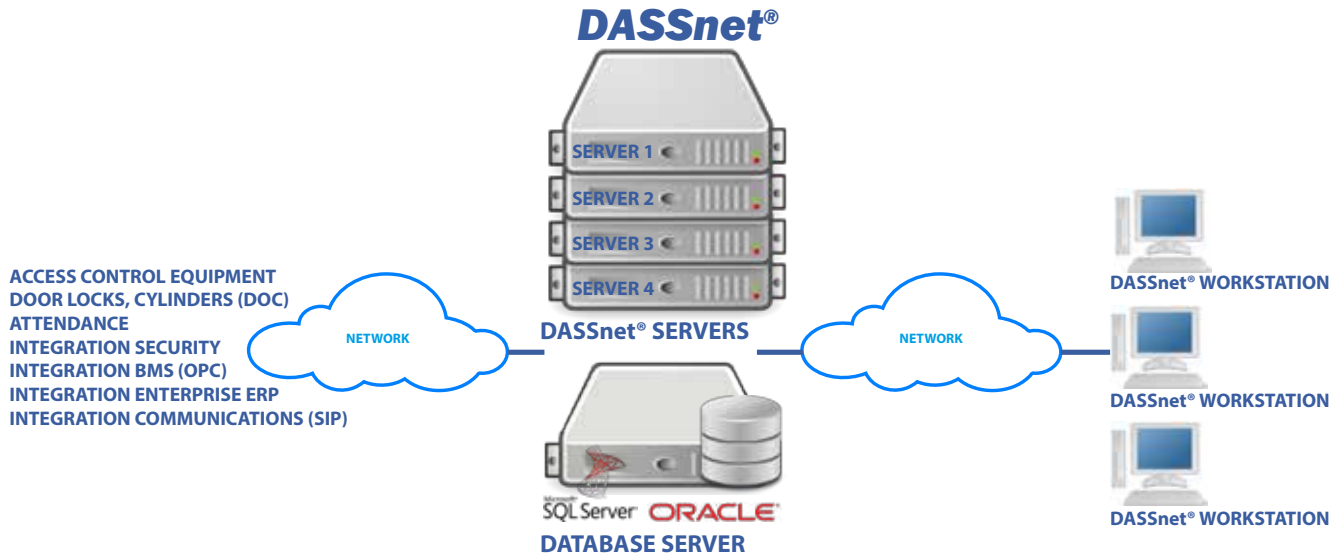 DASSnet®
SERVER 1
SERVER 2
SERVER 3
SERVER 4
DASSnet® SERVERS
ACCESS CONTROL EQUIPMENT
DOOR LOCKS, CYLINDERS (DOC)
ATTENDANCE
INTEGRATION SECURITY
INTEGRATION BMS (OPC)
INTEGRATION ENTERPRISE ERP
INTEGRATION COMMUNICATIONS (SIP)
NETWORK
NETWORK
Microsoft®
SQL Server
ORACLE®
DATABASE SERVER
DASSnet® WORKSTATION
DASSnet® WORKSTATION
DASSnet® WORKSTATION